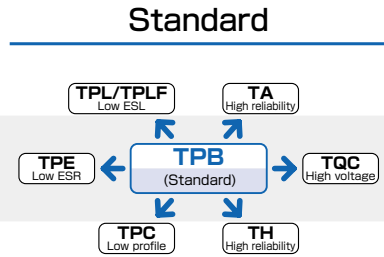 Standard
TPL/TPLF
Low ESL
TA
High reliability
TPE
Low ESR
TPB
(Standard)
TQC
High voltage
TPC
Low profile
TH
High reliability